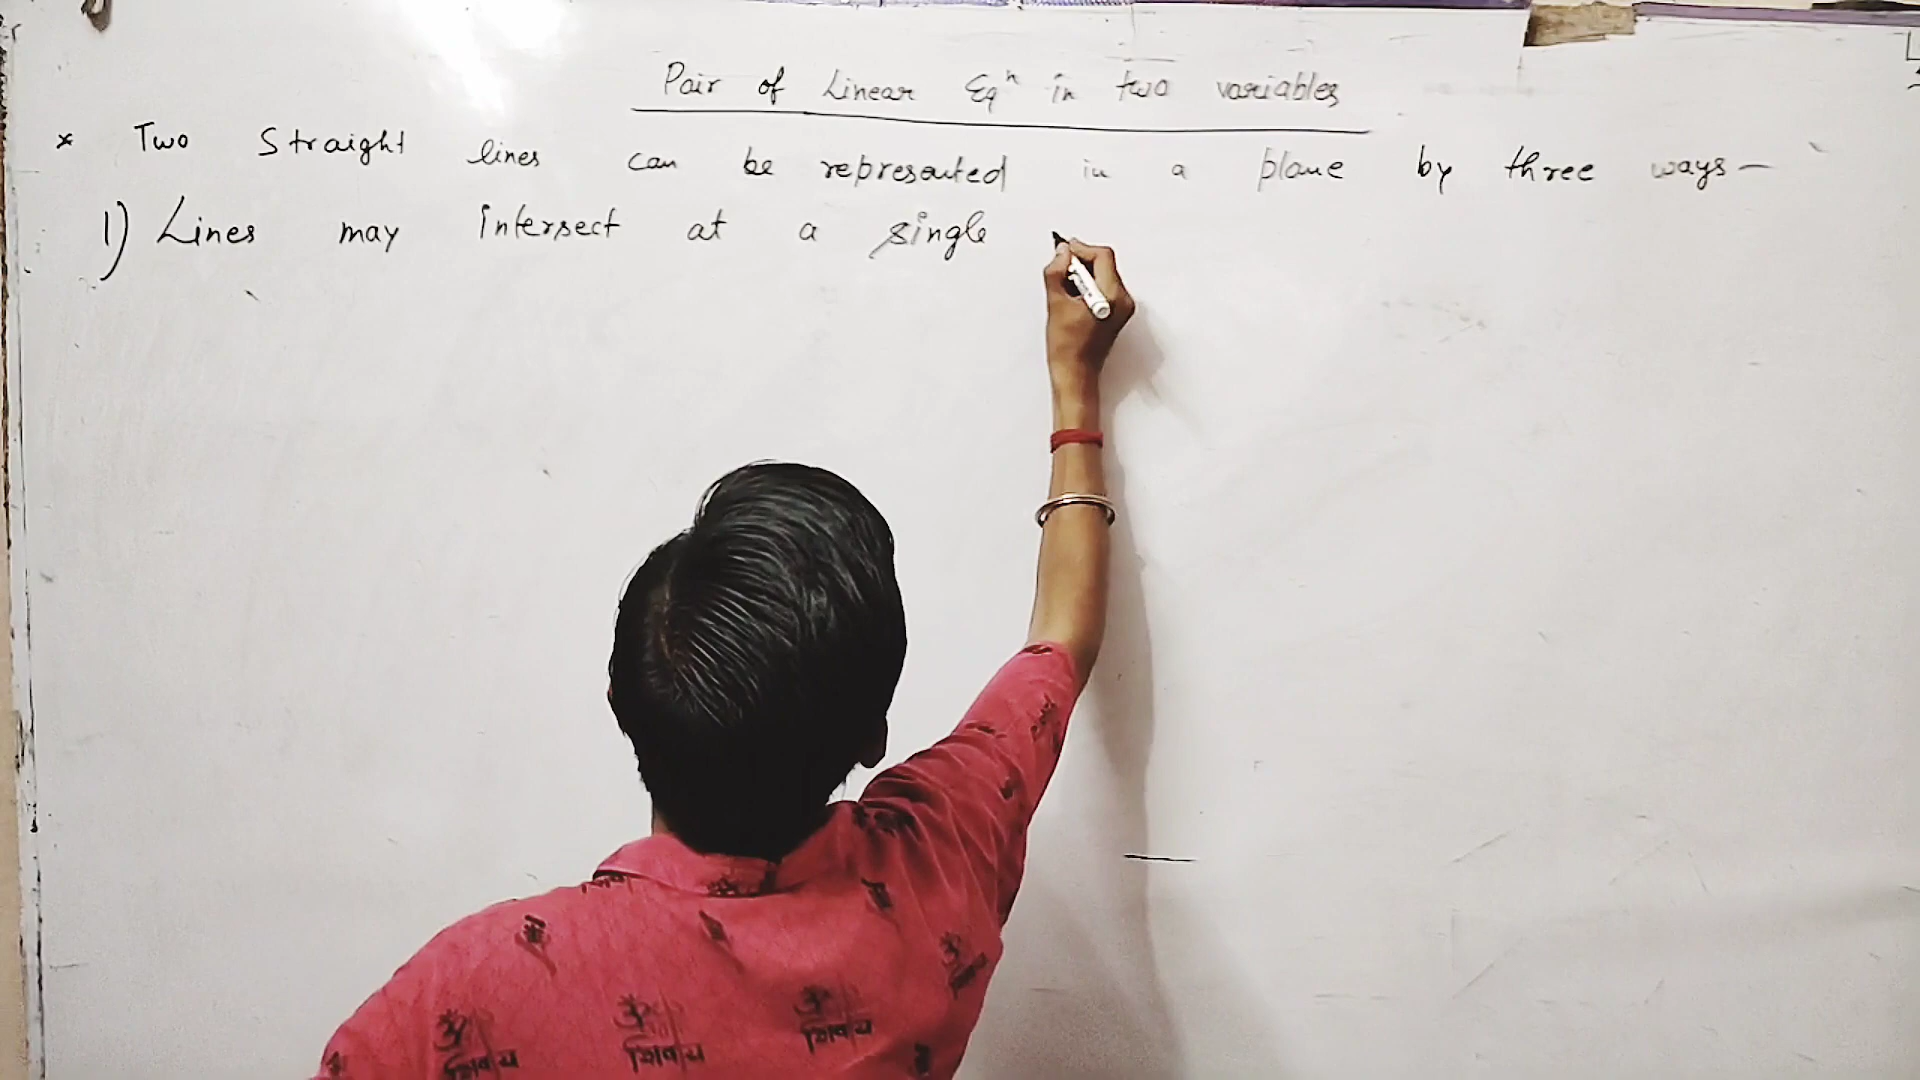 Pair of Linear Eqⁿ in two variables
* Two Straight lines can be represented in a plane by three ways —
1) Lines may intersect at a single
ॐ शिवाय
ॐ शिवाय
ॐ शिवाय